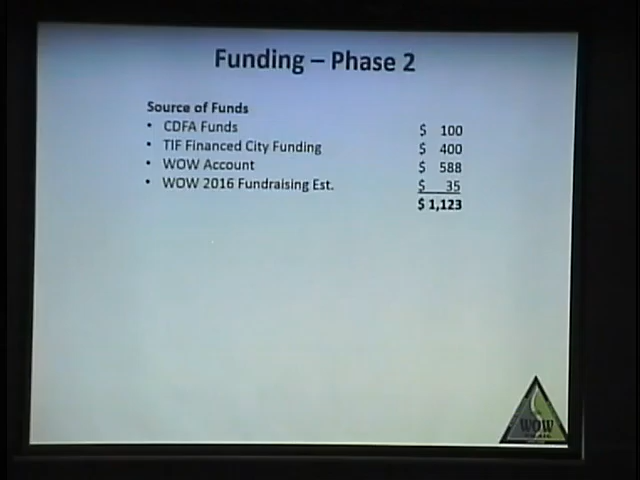 Funding – Phase 2
Source of Funds
• CDFA Funds $ 100
• TIF Financed City Funding $ 400
• WOW Account $ 588
• WOW 2016 Fundraising Est. $ 35
$ 1,123
WOW